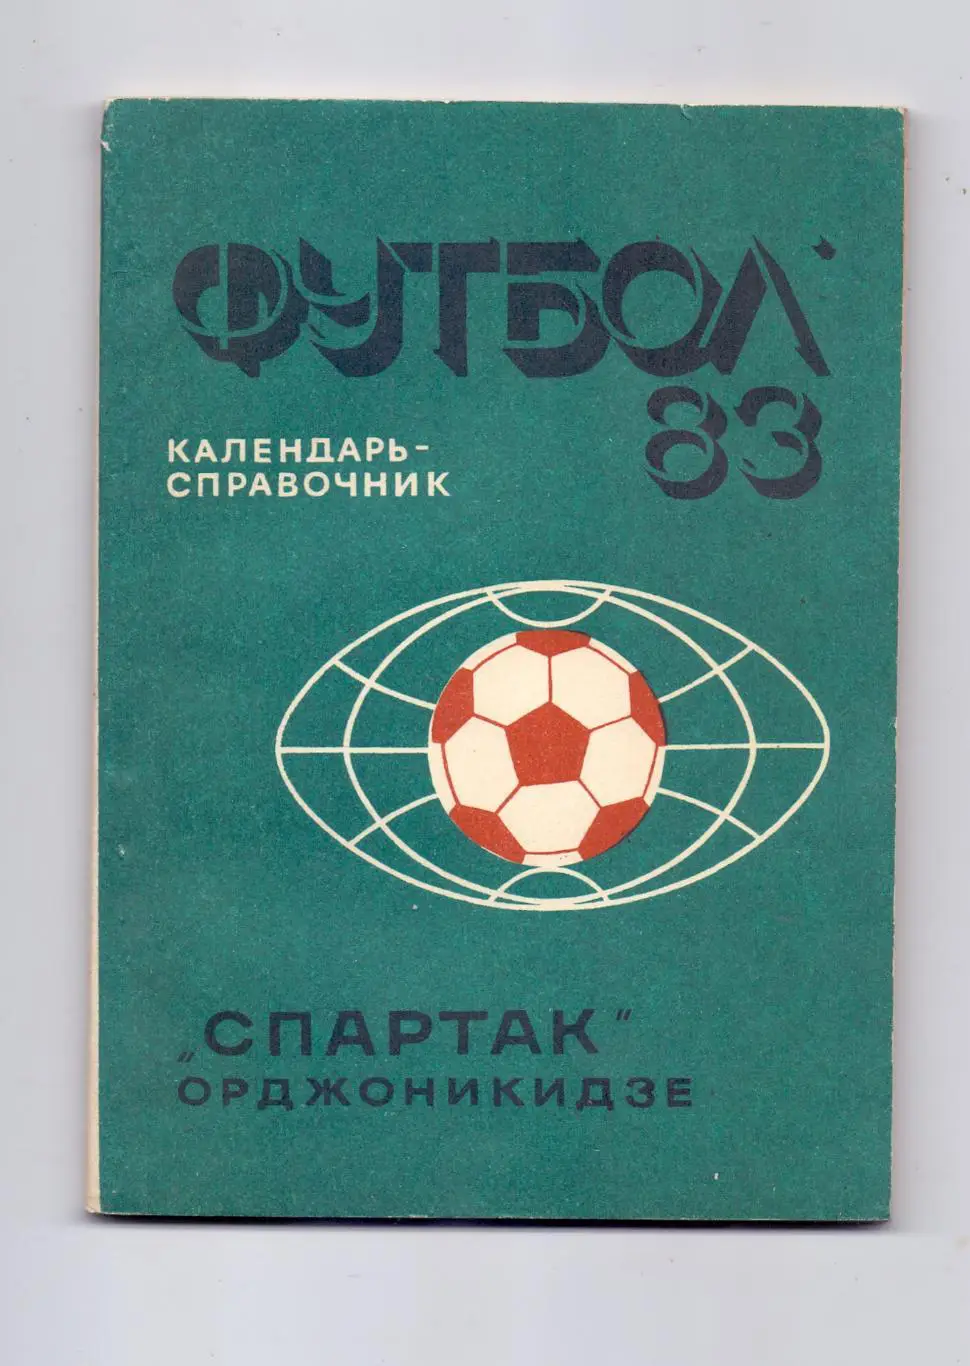 ФУТБОЛ'
83
КАЛЕНДАРЬ-
СПРАВОЧНИК
„СПАРТАК"
ОРДЖОНИКИДЗЕ